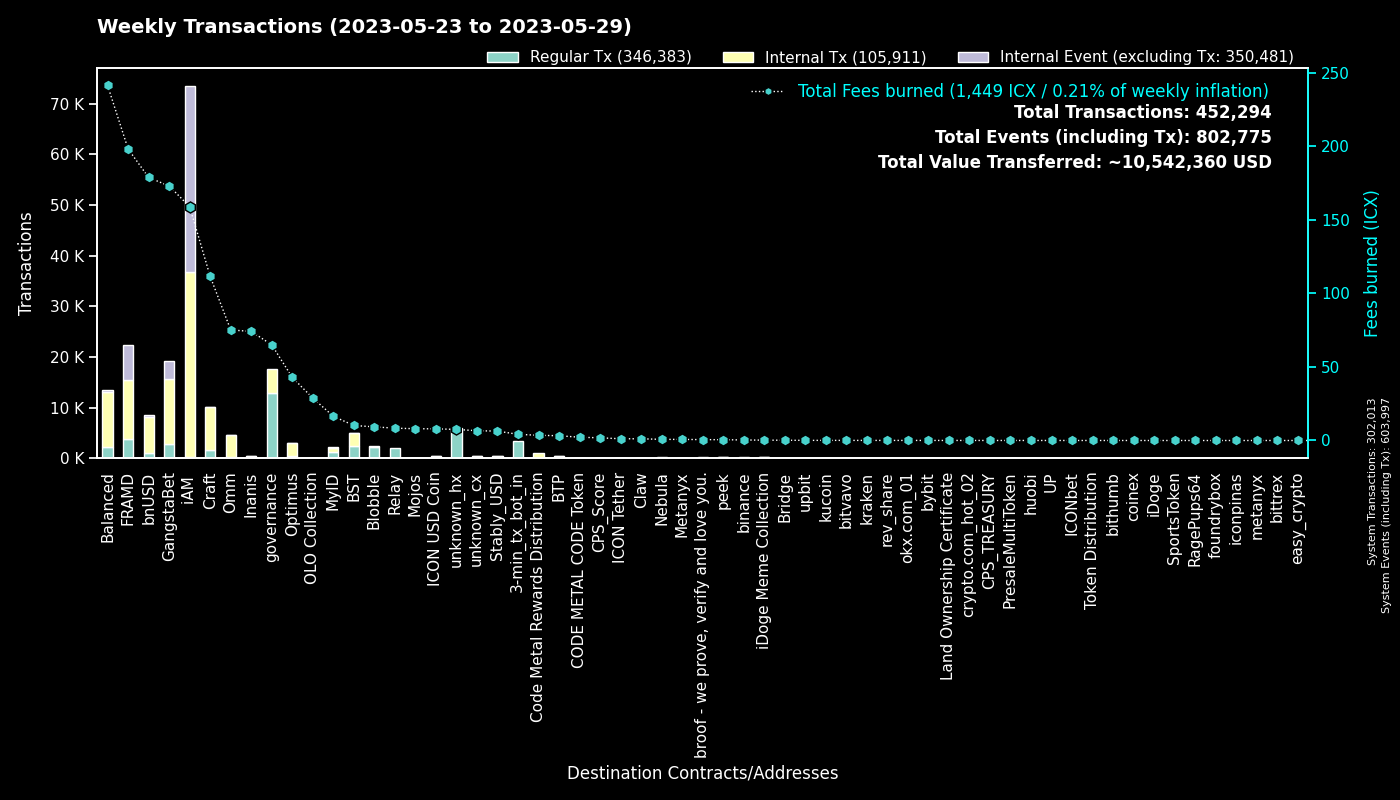 Weekly Transactions (2023-05-23 to 2023-05-29)
Regular Tx (346,383)
Internal Tx (105,911)
Internal Event (excluding Tx: 350,481)
Total Fees burned (1,449 ICX / 0.21% of weekly inflation)
Total Transactions: 452,294
Total Events (including Tx): 802,775
Total Value Transferred: ~10,542,360 USD
Transactions
70 K
60 K
50 K
40 K
30 K
20 K
10 K
0 K
250
200
150
100
50
0
Fees burned (ICX)
Balanced
FRAMD
bnUSD
GangstaBet
iAM
Craft
Omm
Inanis
governance
Optimus
OLO Collection
MyID
BST
Blobble
Relay
Mojos
ICON USD Coin
unknown_hx
unknown_cx
Stably_USD
3-min_tx_bot_in
Code Metal Rewards Distribution
BTP
CODE METAL CODE Token
CPS_Score
ICON Tether
Claw
Nebula
Metanyx
broof - we prove, verify and love you.
peek
binance
iDoge Meme Collection
Bridge
upbit
kucoin
bitvavo
kraken
rev_share
okx.com_01
bybit
Land Ownership Certificate
crypto.com_hot_02
CPS_TREASURY
PresaleMultiToken
huobi
UP
ICONbet
Token Distribution
bithumb
coinex
iDoge
SportsToken
RagePups64
foundrybox
iconpinas
metanyx
bittrex
easy_crypto
Destination Contracts/Addresses
System Transactions: 302,013
System Events (including Tx): 603,997